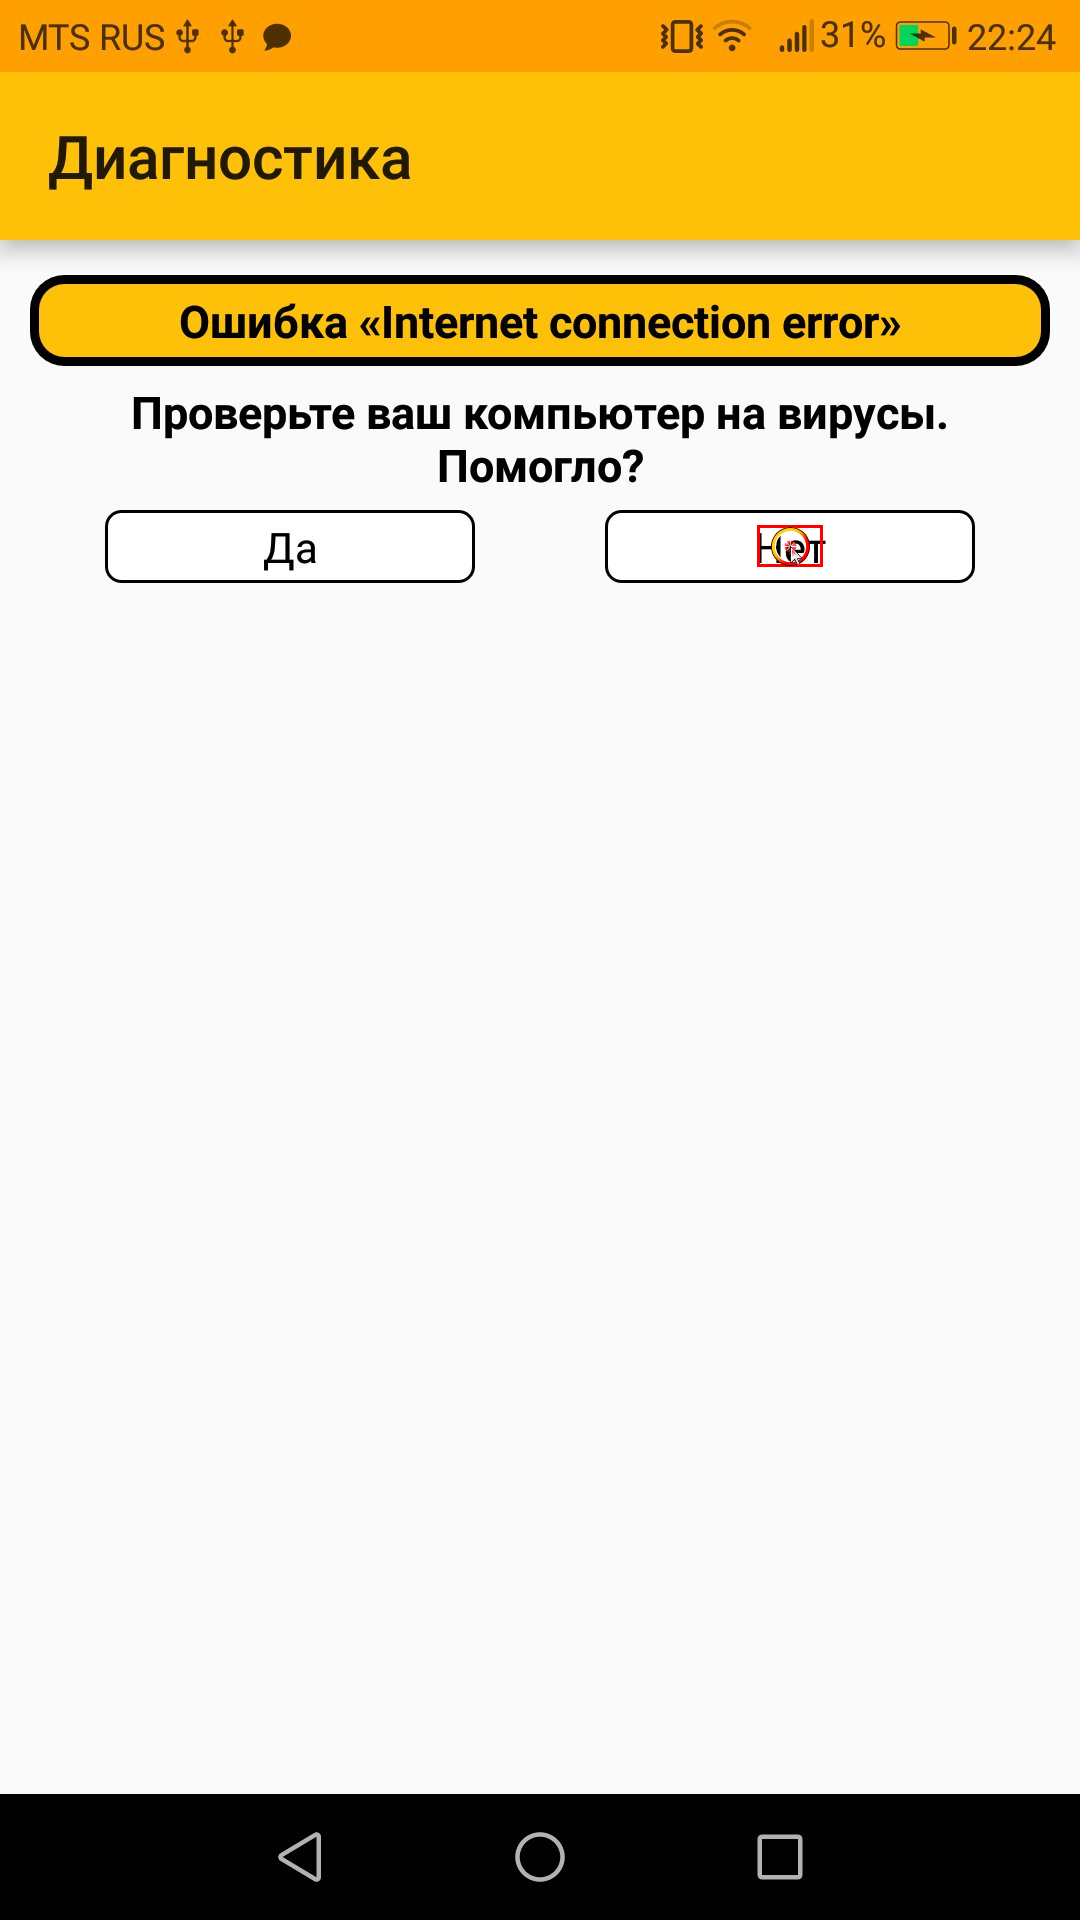 MTS RUS 31% 22:24
Диагностика
Ошибка «Internet connection error»
Проверьте ваш компьютер на вирусы.
Помогло?
Да Нет